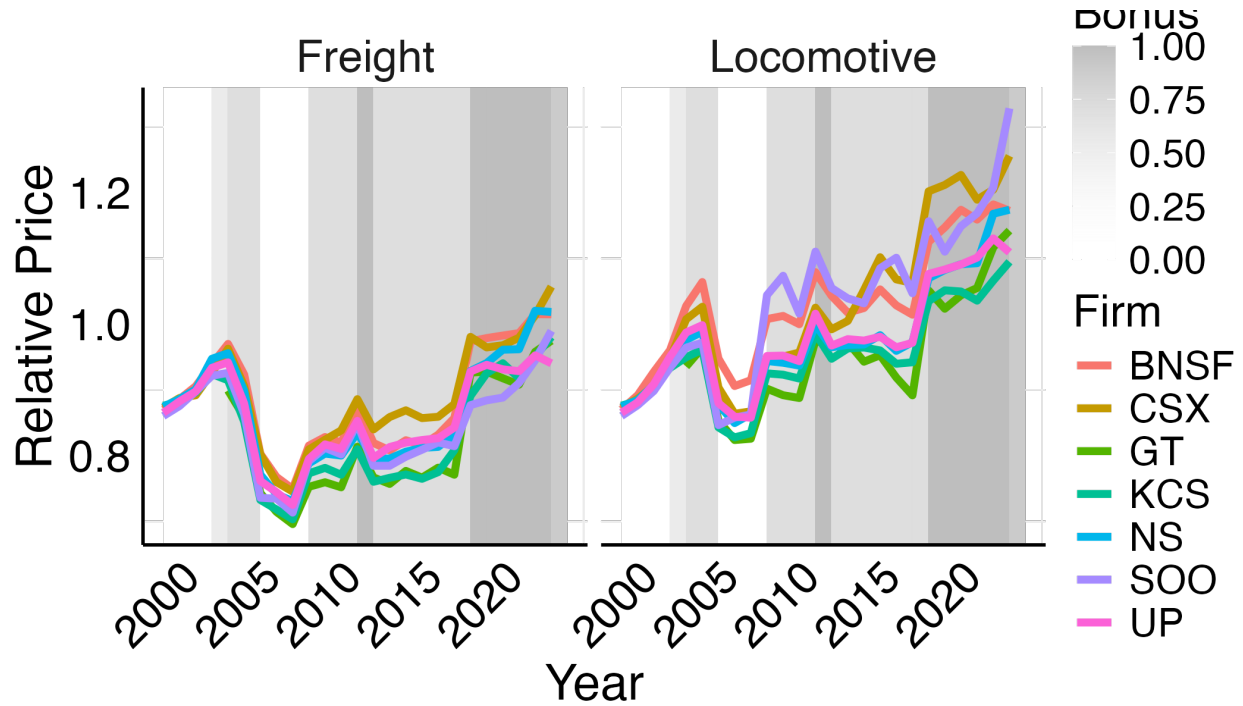 Freight
Locomotive
Relative Price
1.2
1.0
0.8
2000
2005
2010
2015
2020
2000
2005
2010
2015
2020
Year
Bonus
1.00
0.75
0.50
0.25
0.00
Firm
BNSF
CSX
GT
KCS
NS
SOO
UP